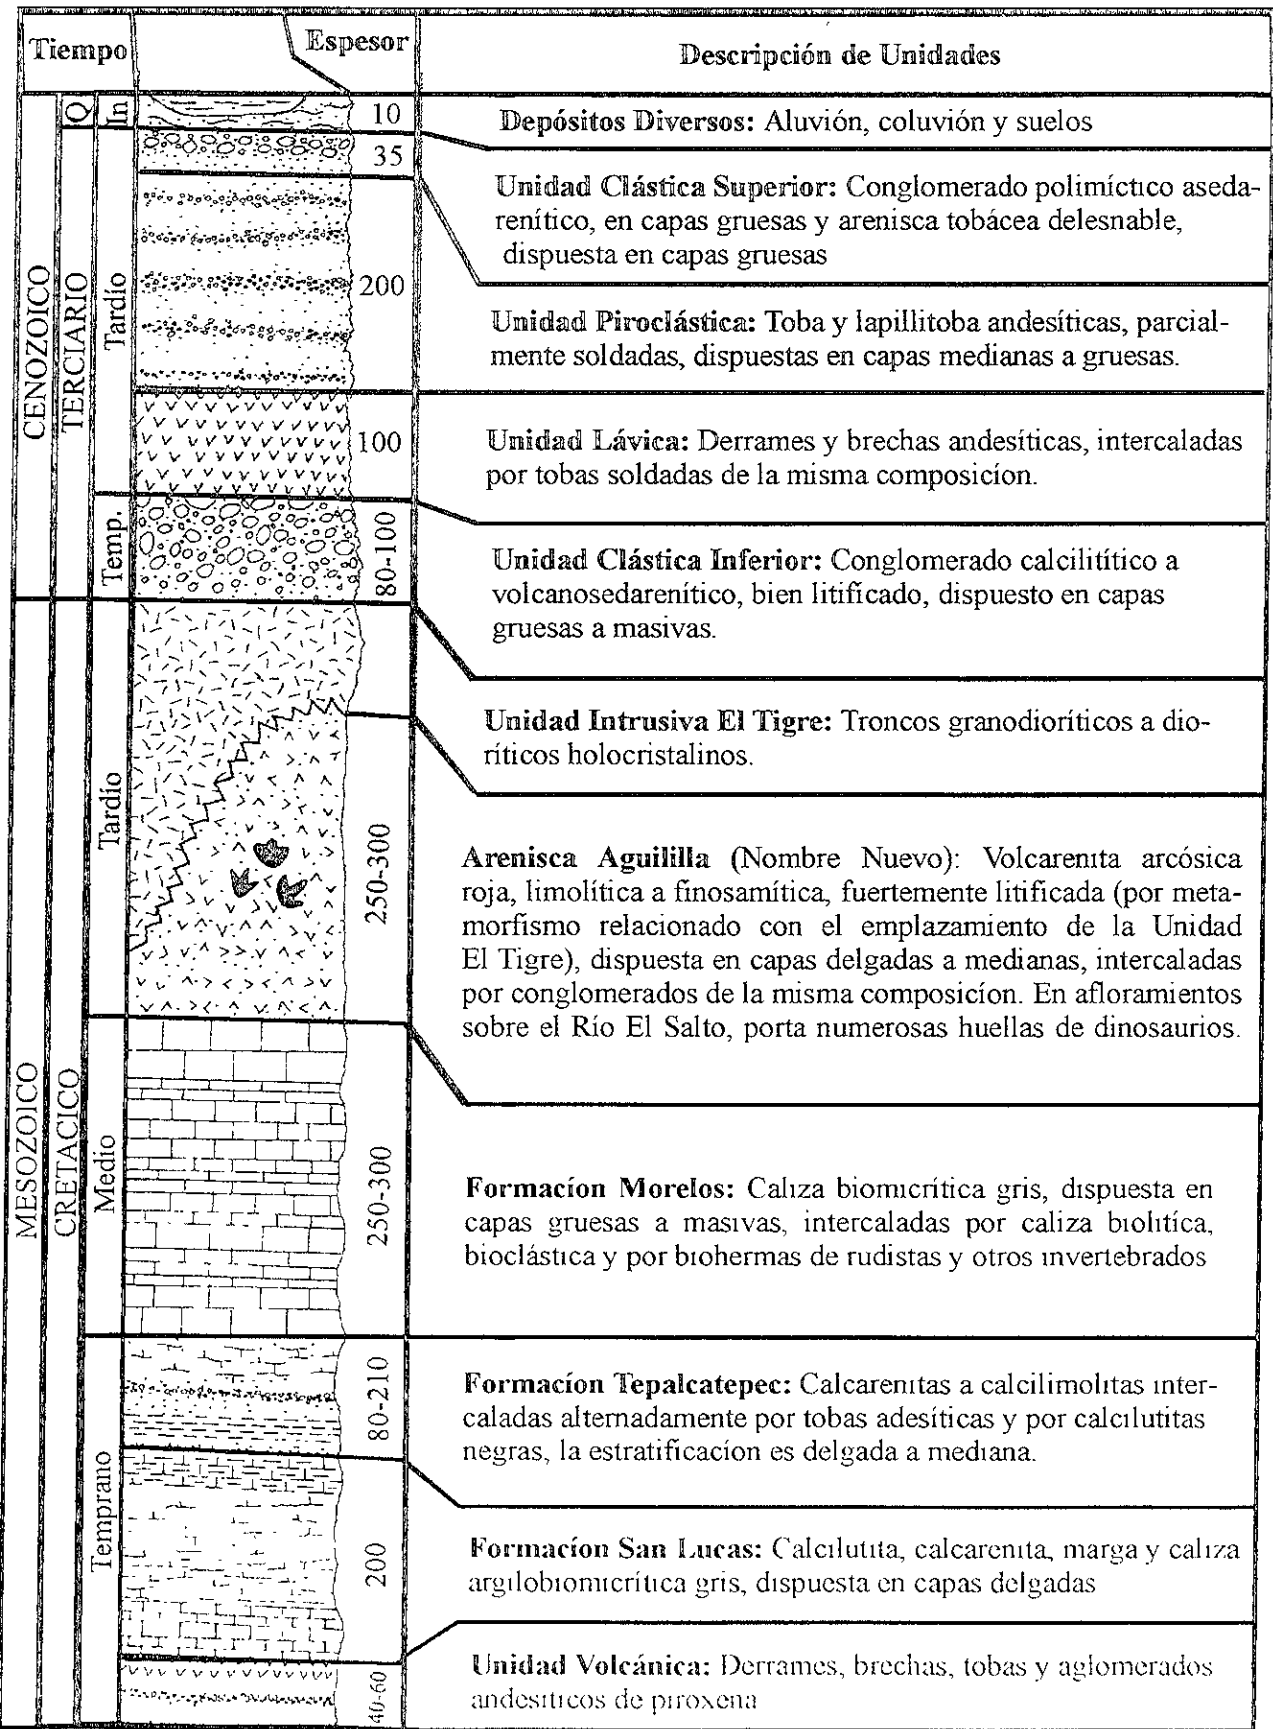 Tiempo
Espesor
Descripción de Unidades
CENOZOICO
MESOZOICO
Q
TERCIARIO
CRETACICO
In
Tardío
Temp.
Tardío
Medio
Temprano
10
35
200
100
80-100
250-300
250-300
80-210
200
40-60
Depósitos Diversos: Aluvión, coluvión y suelos
Unidad Clástica Superior: Conglomerado polimíctico aseda-
renítico, en capas gruesas y arenisca tobácea delesnable,
dispuesta en capas gruesas
Unidad Piroclástica: Toba y lapillitoba andesíticas, parcial-
mente soldadas, dispuestas en capas medianas a gruesas.
Unidad Lávica: Derrames y brechas andesíticas, intercaladas
por tobas soldadas de la misma composicíon.
Unidad Clástica Inferior: Conglomerado calcilitítico a
volcanosedarenítico, bien litificado, dispuesto en capas
gruesas a masivas.
Unidad Intrusiva El Tigre: Troncos granodioríticos a dio-
ríticos holocristalinos.
Arenisca Aguililla (Nombre Nuevo): Volcarenita arcósica
roja, limolítica a finosamítica, fuertemente litificada (por meta-
morfismo relacionado con el emplazamiento de la Unidad
El Tigre), dispuesta en capas delgadas a medianas, intercaladas
por conglomerados de la misma composicíon. En afloramientos
sobre el Río El Salto, porta numerosas huellas de dinosaurios.
Formacíon Morelos: Caliza biomicrítica gris, dispuesta en
capas gruesas a masivas, intercaladas por caliza biolitíca,
bioclástica y por biohermas de rudistas y otros invertebrados
Formacíon Tepalcatepec: Calcarenitas a calcilimolitas inter-
caladas alternadamente por tobas adesíticas y por calcilutitas
negras, la estratificacíon es delgada a mediana.
Formacíon San Lucas: Calcilutita, calcarenita, marga y caliza
argilobiomicrítica gris, dispuesta en capas delgadas
Unidad Volcánica: Derrames, brechas, tobas y aglomerados
andesíticos de piroxena